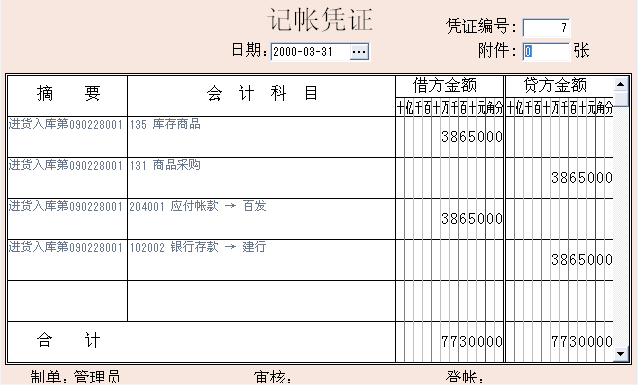 记帐凭证
凭证编号: 7
日期: 2000-03-31 ...
附件: 0 张
摘 要 会 计 科 目 借方金额 贷方金额
十亿千百十万千百十元角分 十亿千百十万千百十元角分
进货入库第090228001 135 库存商品 3865000
进货入库第090228001 131 商品采购 3865000
进货入库第090228001 204001 应付帐款 → 百发 3865000
进货入库第090228001 102002 银行存款 → 建行 3865000
合 计 7730000 7730000
制单: 管理员 审核: 登帐: